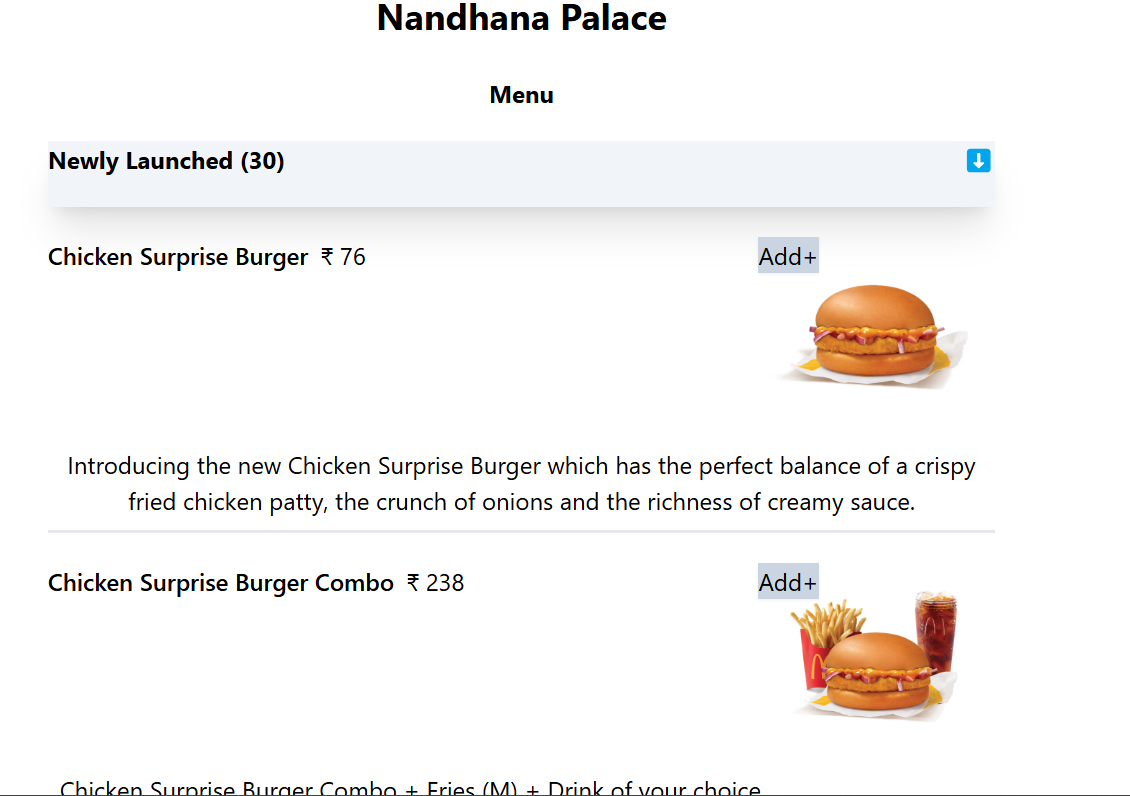 Nandhana Palace
Menu
Newly Launched (30)
Chicken Surprise Burger ₹ 76
Add+
Introducing the new Chicken Surprise Burger which has the perfect balance of a crispy
fried chicken patty, the crunch of onions and the richness of creamy sauce.
Chicken Surprise Burger Combo ₹ 238
Add+
Chicken Surprise Burger Combo + Fries (M) + Drink of your choice